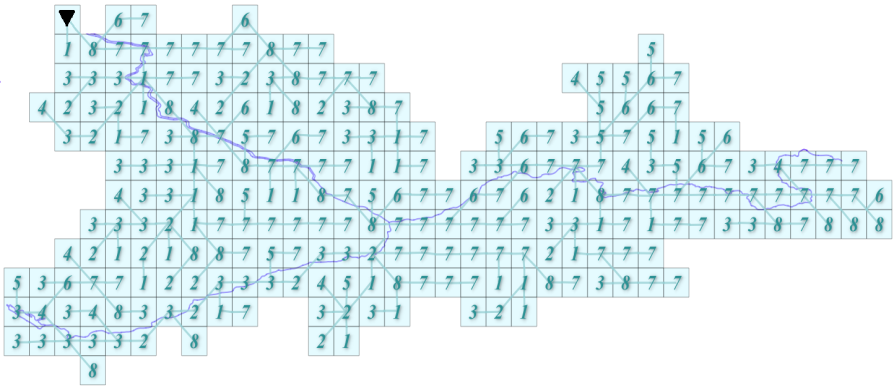 6 7 6
1 8 7 7 7 7 7 7 8 7 7 5
3 3 3 1 7 7 3 2 3 8 7 7 7 4 5 5 6 7
4 2 3 2 1 8 4 2 6 1 8 2 3 8 7 5 6 6 7
3 2 1 7 3 8 7 5 7 6 7 3 3 1 7 5 6 7 3 5 7 5 1 5 6
3 3 3 1 7 8 7 7 7 7 1 1 7 3 3 6 7 7 7 4 3 5 6 7 3 4 7 7 7
4 3 3 1 8 5 1 1 8 7 5 6 7 7 6 7 6 2 1 8 7 7 7 7 7 7 7 7 7 7 6
3 3 3 2 1 7 7 7 7 7 7 8 7 7 7 7 7 7 3 3 1 7 1 7 7 3 3 8 7 8 8 8
4 2 1 2 1 8 8 7 5 7 3 3 2 7 7 7 7 7 7 2 1 7 7 7
5 3 6 7 7 1 2 2 3 3 3 2 4 5 1 8 7 7 7 1 1 8 7 3 8 7 7
3 4 3 4 8 3 3 2 1 7 3 2 3 1 3 2 1
3 3 3 3 3 2 8 2 1
8